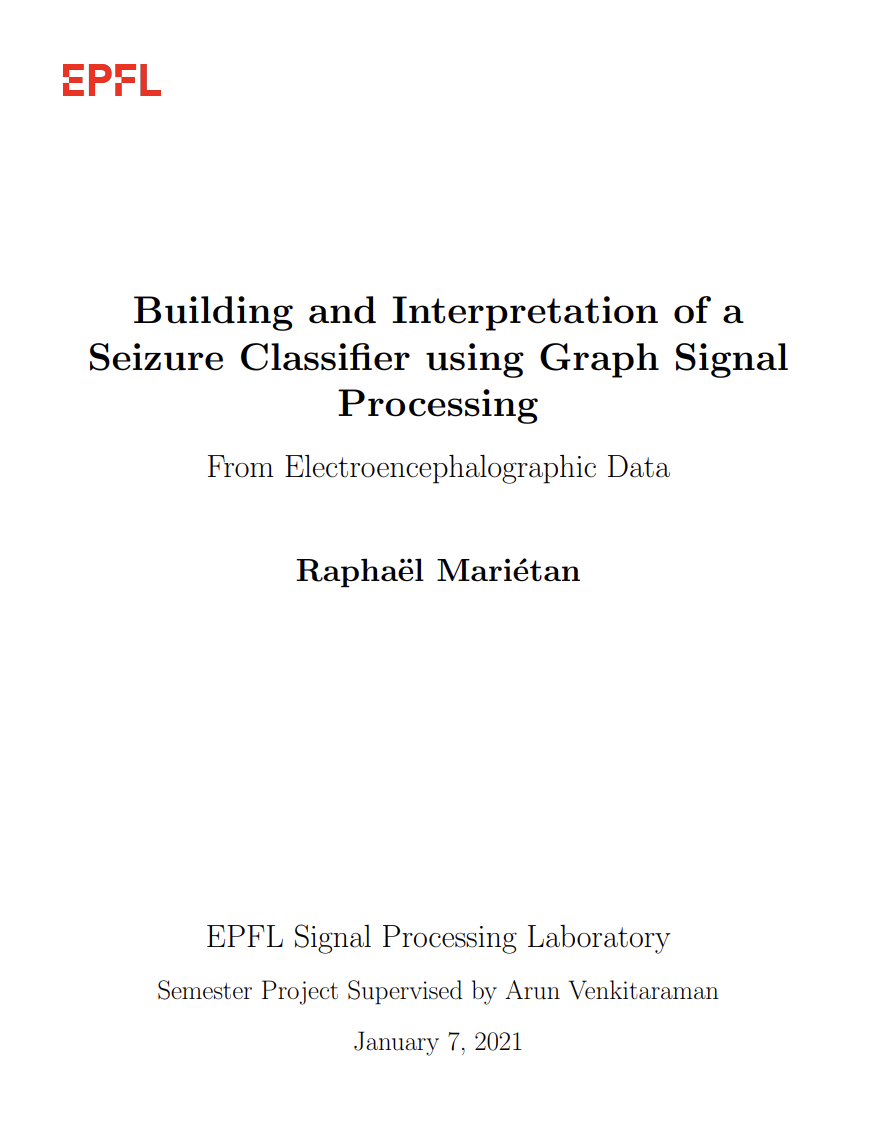 EPFL
Building and Interpretation of a
Seizure Classifier using Graph Signal
Processing
From Electroencephalographic Data
Raphaël Mariétan
EPFL Signal Processing Laboratory
Semester Project Supervised by Arun Venkitaraman
January 7, 2021